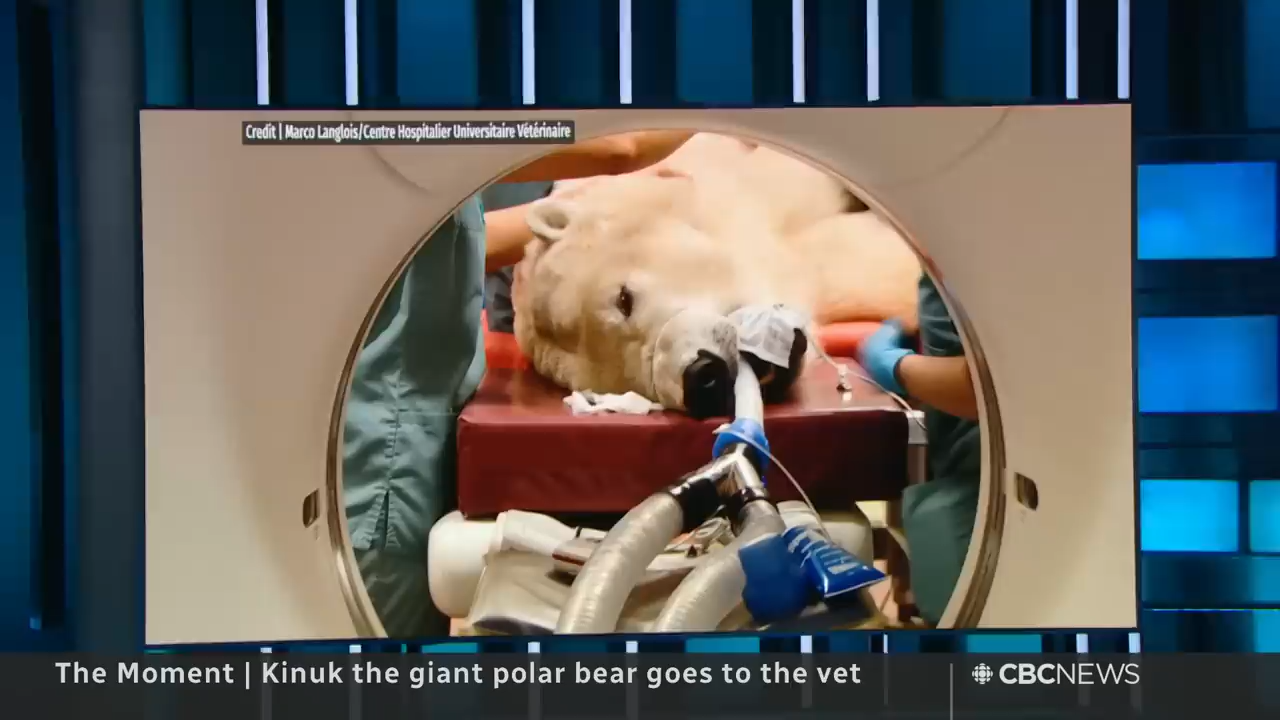 Credit | Marco Langlois/Centre Hospitalier Universitaire Vétérinaire
The Moment | Kinuk the giant polar bear goes to the vet
CBCNEWS